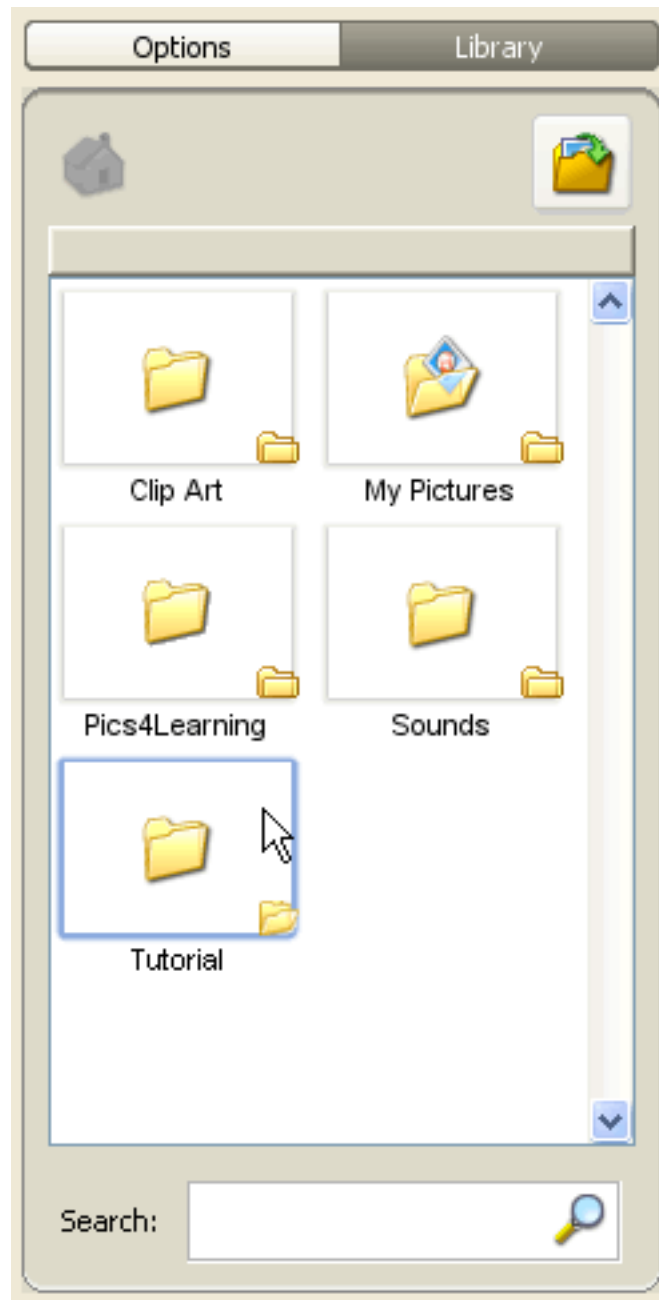 Options Library
Clip Art My Pictures
Pics4Learning Sounds
Tutorial
Search: